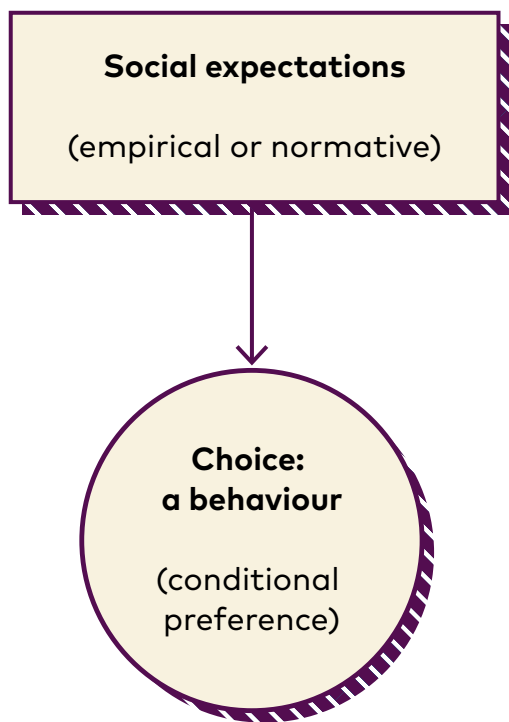 Social expectations
(empirical or normative)
Choice:
a behaviour
(conditional
preference)